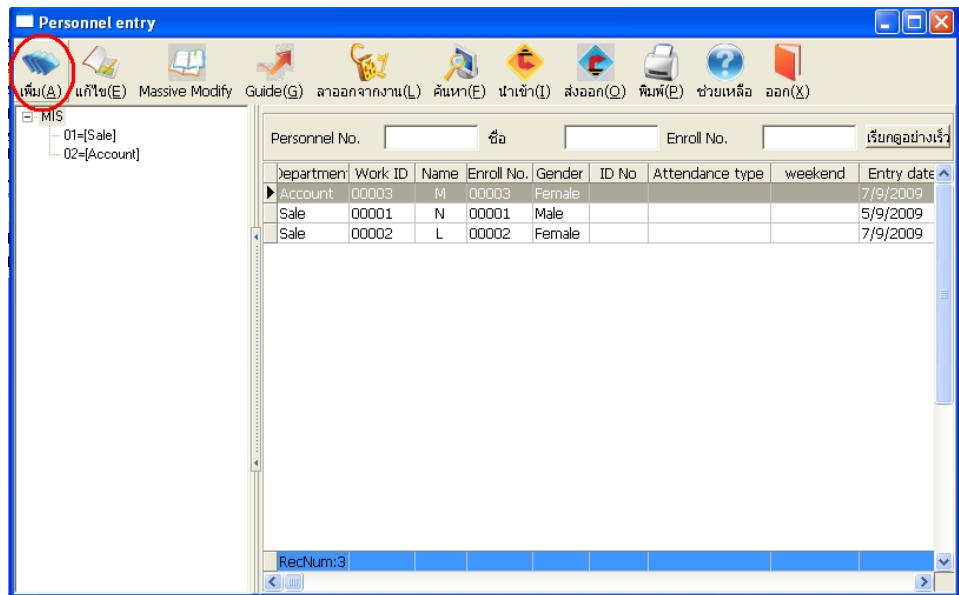 Personnel entry
เพิ่ม(A) แก้ไข(E) Massive Modify Guide(G) ลาออกจากงาน(L) ค้นหา(F) นำเข้า(I) ส่งออก(O) พิมพ์(P) ช่วยเหลือ ออก(X)
MIS
01=[Sale]
02=[Account]
Personnel No. ชื่อ Enroll No. เรียกดูอย่างเร็ว
Departmen Work ID Name Enroll No. Gender ID No Attendance type weekend Entry date
Account 00003 M 00003 Female 7/9/2009
Sale 00001 N 00001 Male 5/9/2009
Sale 00002 L 00002 Female 7/9/2009
RecNum:3